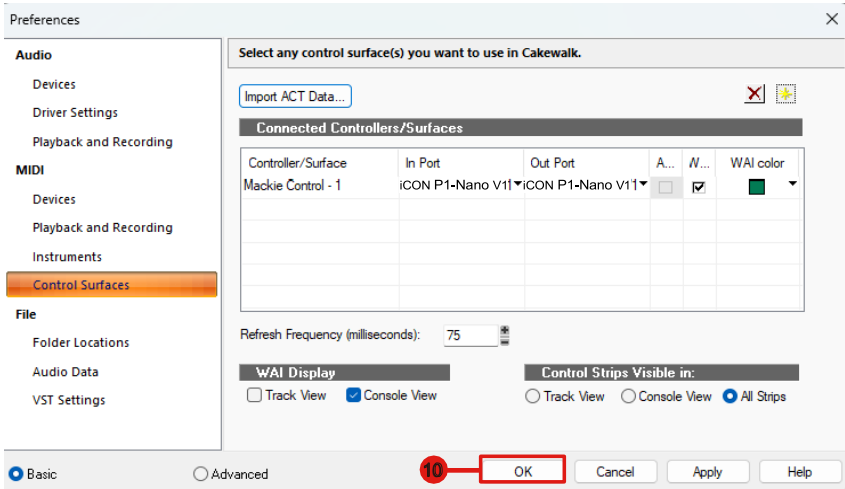 Preferences
Audio
Devices
Driver Settings
Playback and Recording
MIDI
Devices
Playback and Recording
Instruments
Control Surfaces
File
Folder Locations
Audio Data
VST Settings
Basic
Advanced
Select any control surface(s) you want to use in Cakewalk.
Import ACT Data...
Connected Controllers/Surfaces
Controller/Surface In Port Out Port A... W... WAI color
Mackie Control - 1 iCON P1-Nano V1 iCON P1-Nano V1
Refresh Frequency (milliseconds): 75
WAI Display
Track View Console View
Control Strips Visible in:
Track View Console View All Strips
10
OK Cancel Apply Help